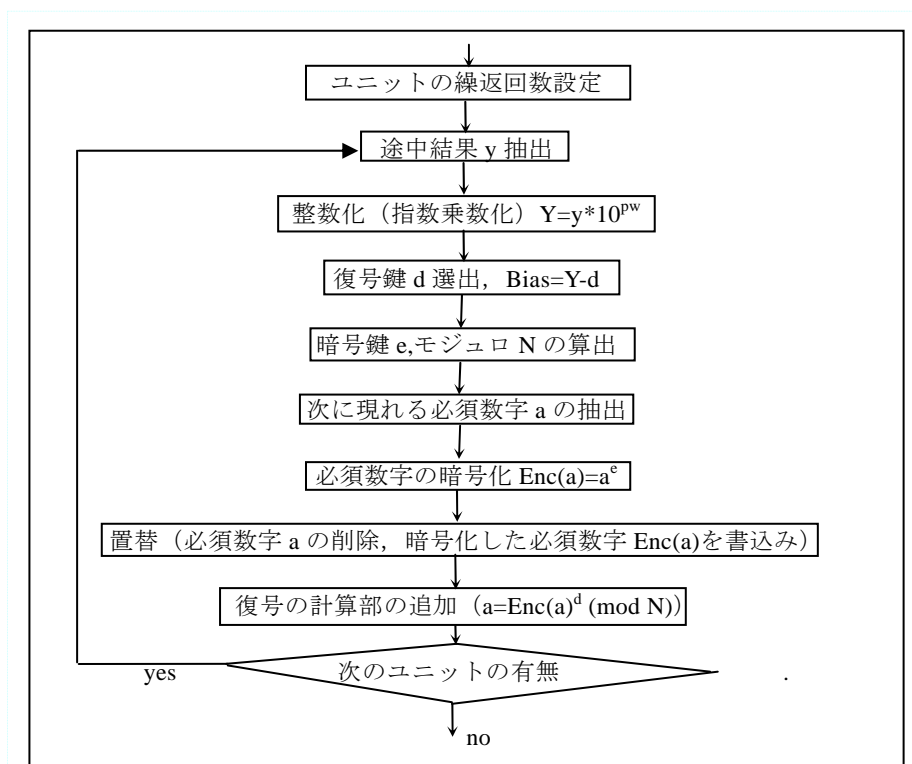 ユニットの繰返回数設定
途中結果 y 抽出
整数化（指数乗数化）Y=y*10^pw
復号鍵 d 選出，Bias=Y-d
暗号鍵 e,モジュロ N の算出
次に現れる必須数字 a の抽出
必須数字の暗号化 Enc(a)=a^e
置替（必須数字 a の削除，暗号化した必須数字 Enc(a)を書込み）
復号の計算部の追加（a=Enc(a)^d (mod N)）
次のユニットの有無
yes
.
no